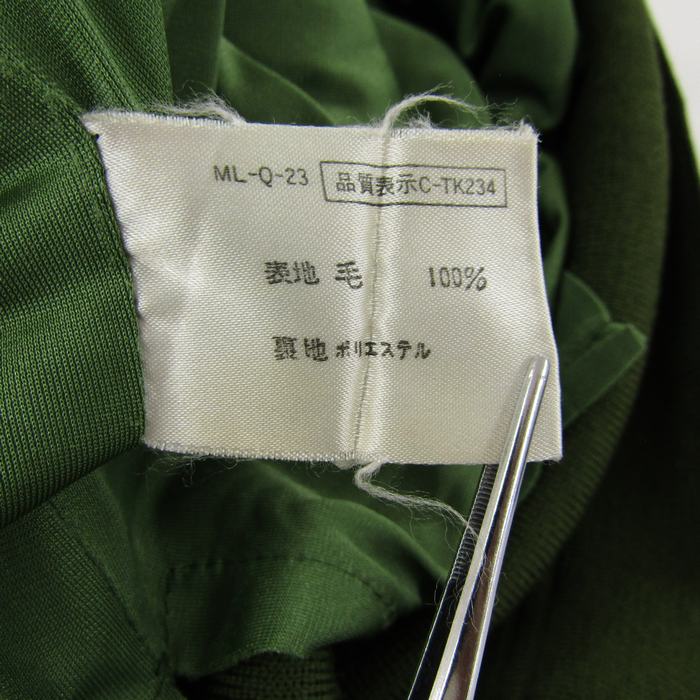 ML-Q-23 品質表示C-TK234
表地 毛 100%
裏地 ポリエステル